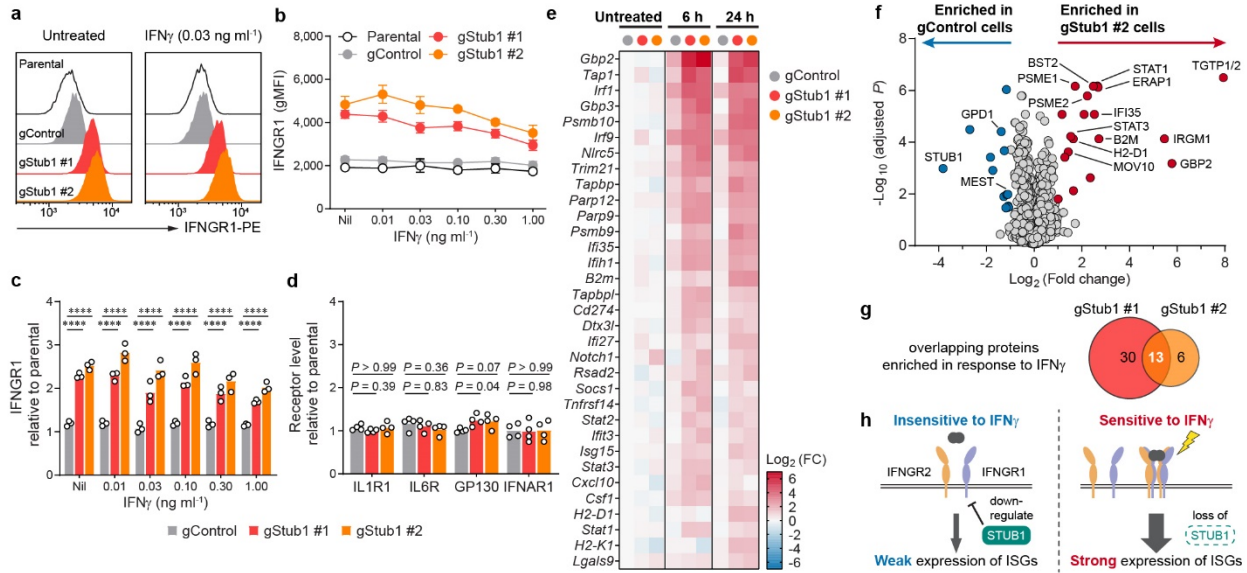 a
Untreated
IFNγ (0.03 ng ml⁻¹)
Parental
gControl
gStub1 #1
gStub1 #2
10³ 10⁴
10³ 10⁴
IFNGR1-PE
b
Parental
gControl
gStub1 #1
gStub1 #2
IFNGR1 (gMFI)
8,000
6,000
4,000
2,000
0
Nil 0.01 0.03 0.10 0.30 1.00
IFNγ (ng ml⁻¹)
c
IFNGR1
relative to parental
4
3
2
1
0
**** **** **** **** **** ****
**** **** **** **** **** ****
Nil 0.01 0.03 0.10 0.30 1.00
IFNγ (ng ml⁻¹)
gControl gStub1 #1 gStub1 #2
d
Receptor level
relative to parental
4
3
2
1
0
P > 0.99 P = 0.36 P = 0.07 P > 0.99
P = 0.39 P = 0.83 P = 0.04 P = 0.98
IL1R1 IL6R GP130 IFNAR1
e
Untreated 6 h 24 h
Gbp2
Tap1
Irf1
Gbp3
Psmb10
Irf9
Nlrc5
Trim21
Tapbp
Parp12
Parp9
Psmb9
Ifi35
Ifih1
B2m
Tapbpl
Cd274
Dtx3l
Ifi27
Notch1
Rsad2
Socs1
Tnfrsf14
Stat2
Ifit3
Isg15
Stat3
Cxcl10
Csf1
H2-D1
Stat1
H2-K1
Lgals9
gControl
gStub1 #1
gStub1 #2
Log₂ (FC)
6
4
2
0
-2
-4
-6
f
Enriched in
gControl cells
Enriched in
gStub1 #2 cells
-Log₁₀ (adjusted P)
8
6
4
2
0
-4 -2 0 2 4 6 8
Log₂ (Fold change)
BST2
STAT1
TGTP1/2
PSME1
ERAP1
PSME2
IFI35
GPD1
STAT3
B2M
IRGM1
H2-D1
STUB1
MOV10
GBP2
MEST
g
gStub1 #1
gStub1 #2
overlapping proteins
enriched in response to IFNγ
30 13 6
h
Insensitive to IFNγ
Sensitive to IFNγ
IFNGR2
IFNGR1
down-
regulate
STUB1
loss of
STUB1
Weak expression of ISGs
Strong expression of ISGs